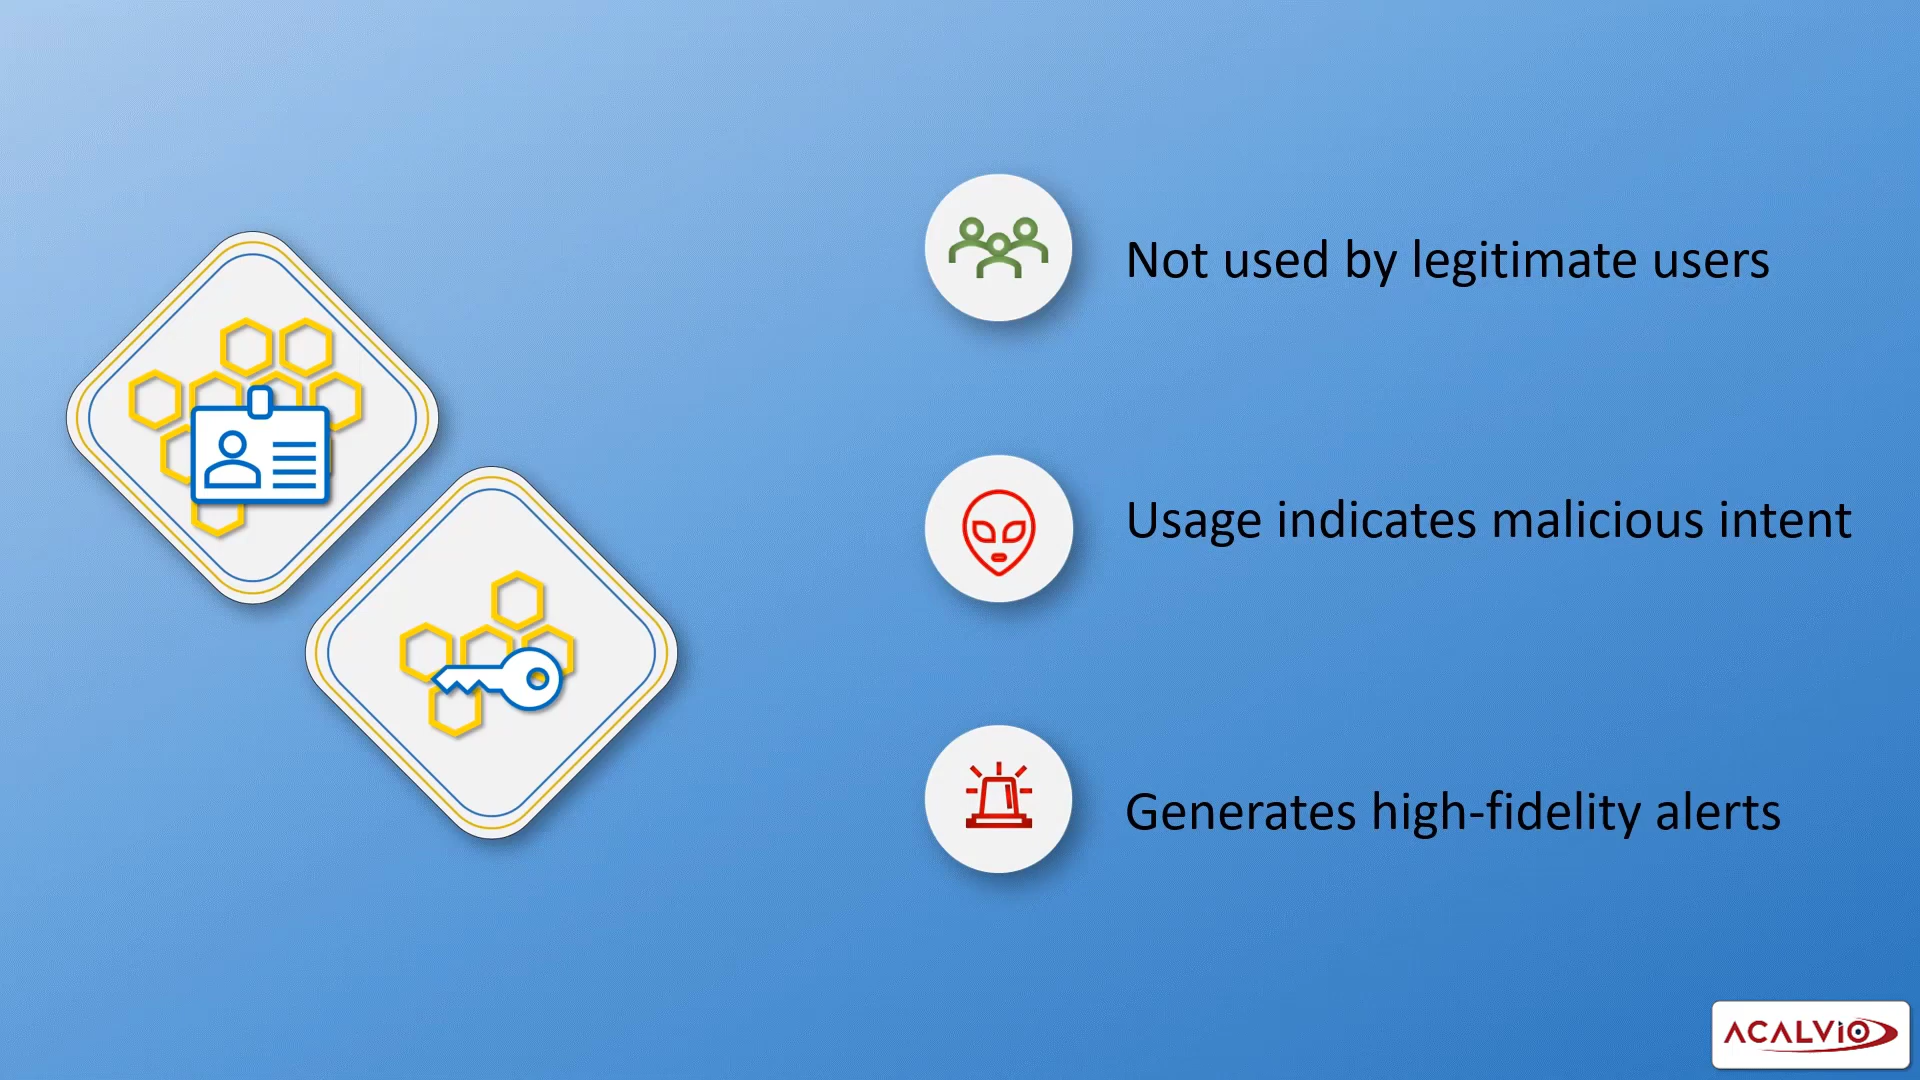 Not used by legitimate users
Usage indicates malicious intent
Generates high-fidelity alerts
ACALVIO